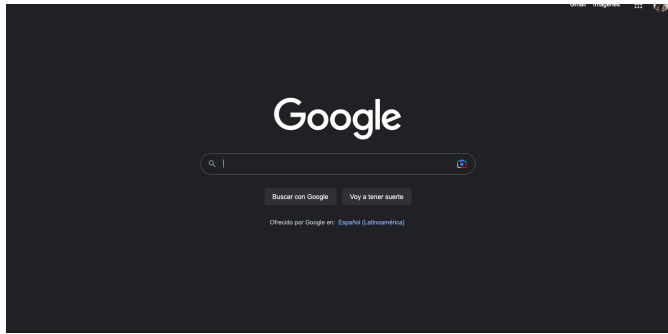 Gmail Imágenes
Google
Buscar con Google Voy a tener suerte
Ofrecido por Google en: Español (Latinoamérica)